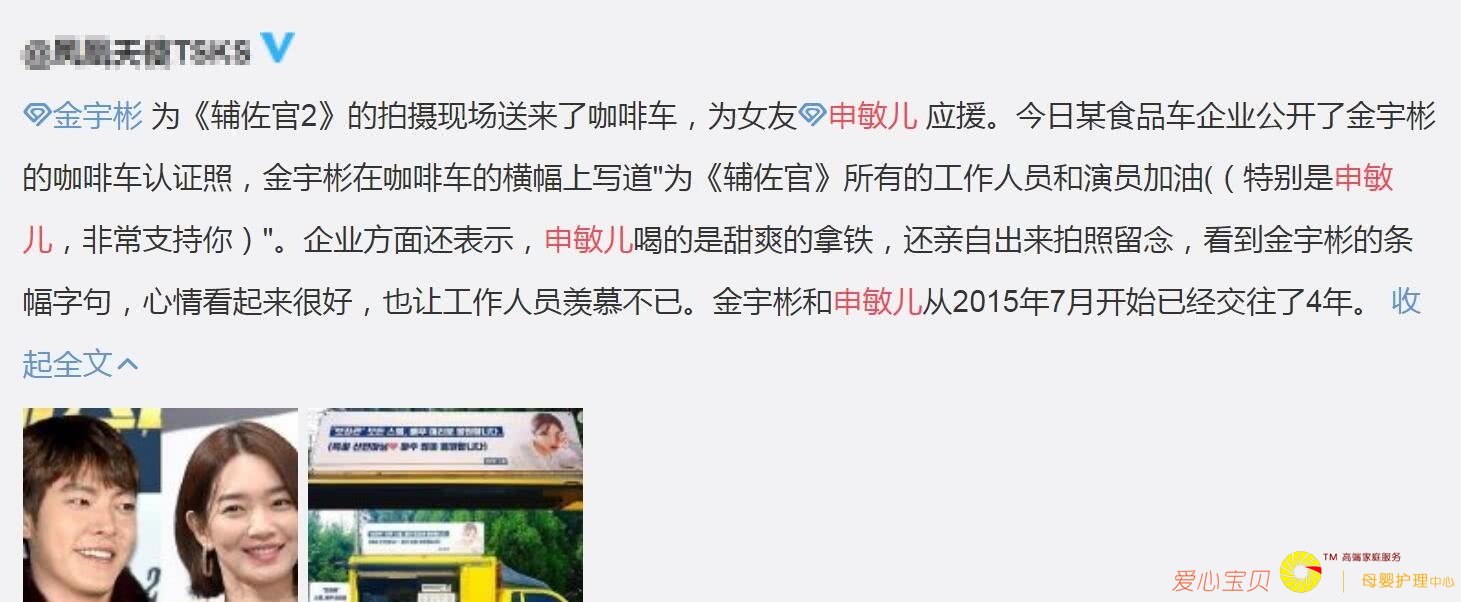 @凤凰天使TSKS
金宇彬 为《辅佐官2》的拍摄现场送来了咖啡车，为女友申敏儿 应援。今日某食品车企业公开了金宇彬
的咖啡车认证照，金宇彬在咖啡车的横幅上写道"为《辅佐官》所有的工作人员和演员加油(（特别是申敏
儿，非常支持你）"。企业方面还表示，申敏儿喝的是甜爽的拿铁，还亲自出来拍照留念，看到金宇彬的条
幅字句，心情看起来很好，也让工作人员羡慕不已。金宇彬和申敏儿从2015年7月开始已经交往了4年。 收
起全文
2
爱心宝贝
TM 高端家庭服务
母婴护理中心